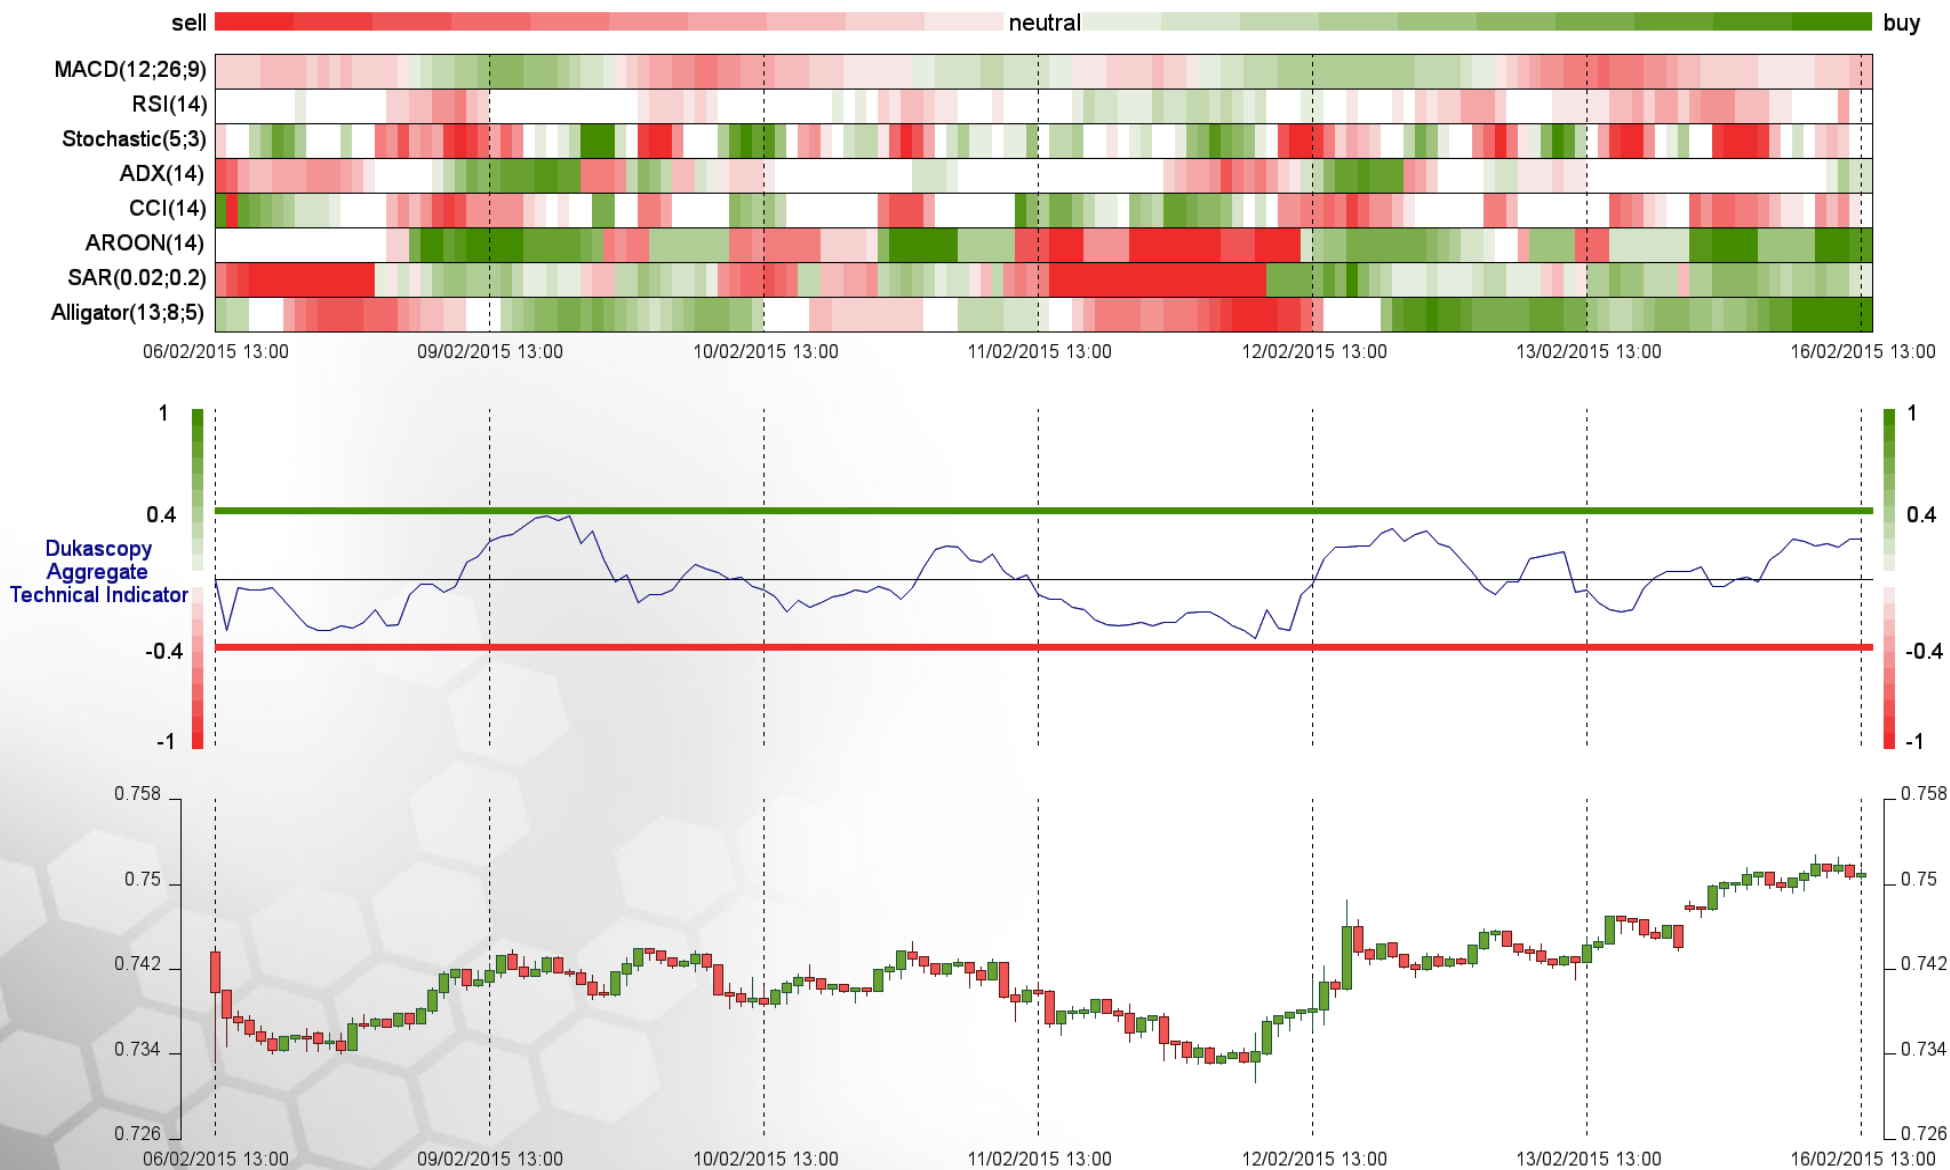 sell neutral buy
MACD(12;26;9)
RSI(14)
Stochastic(5;3)
ADX(14)
CCI(14)
AROON(14)
SAR(0.02;0.2)
Alligator(13;8;5)
06/02/2015 13:00 09/02/2015 13:00 10/02/2015 13:00 11/02/2015 13:00 12/02/2015 13:00 13/02/2015 13:00 16/02/2015 13:00
1 1
0.4 0.4
Dukascopy
Aggregate
Technical Indicator
-0.4 -0.4
-1 -1
0.758 0.758
0.75 0.75
0.742 0.742
0.734 0.734
0.726 0.726
06/02/2015 13:00 09/02/2015 13:00 10/02/2015 13:00 11/02/2015 13:00 12/02/2015 13:00 13/02/2015 13:00 16/02/2015 13:00